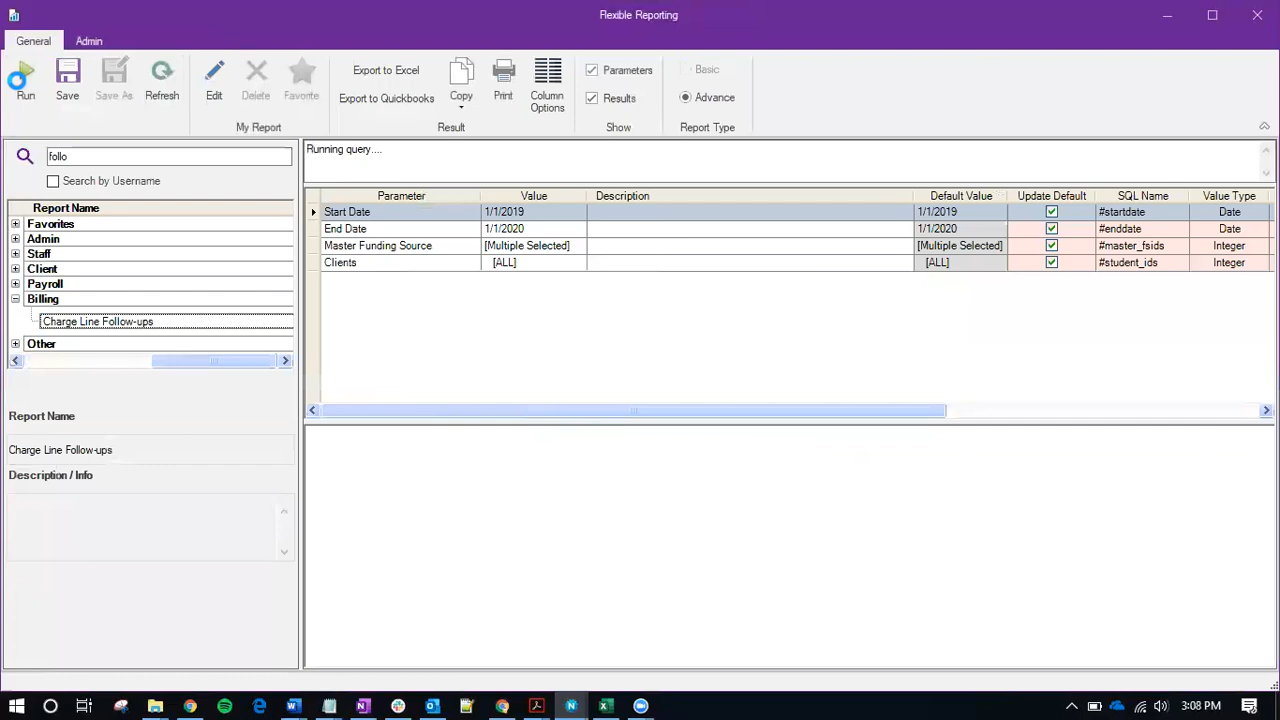 Flexible Reporting
General Admin
Run Save Save As Refresh Edit Delete Favorite Export to Excel Export to Quickbooks Copy Print Column Options Parameters Results Basic Advance
My Report Result Show Report Type
follo
Search by Username
Report Name
Favorites
Admin
Staff
Client
Payroll
Billing
Charge Line Follow-ups
Other
Report Name
Charge Line Follow-ups
Description / Info
Running query....
Parameter Value Description Default Value Update Default SQL Name Value Type
Start Date 1/1/2019 1/1/2019 #startdate Date
End Date 1/1/2020 1/1/2020 #enddate Date
Master Funding Source [Multiple Selected] [Multiple Selected] #master_fsids Integer
Clients [ALL] [ALL] #student_ids Integer
3:08 PM